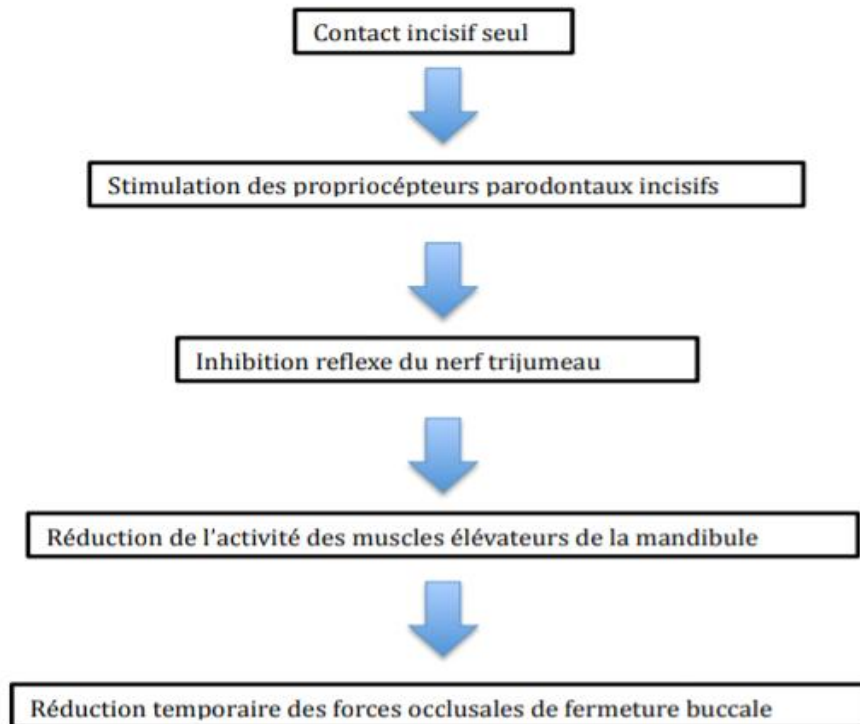 Contact incisif seul
Stimulation des propriocépteurs parodontaux incisifs
Inhibition reflexe du nerf trijumeau
Réduction de l'activité des muscles élévateurs de la mandibule
Réduction temporaire des forces occlusales de fermeture buccale